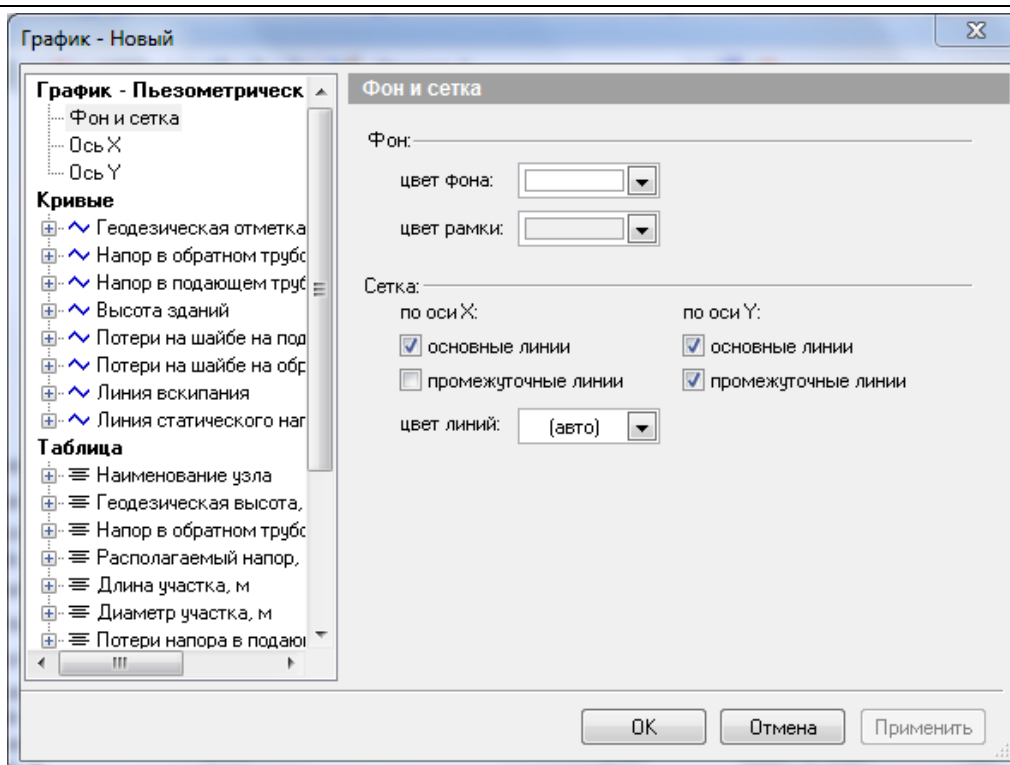 График - Новый
График - Пьезометрическ
Фон и сетка
Ось X
Ось Y
Кривые
Геодезическая отметка
Напор в обратном трубо
Напор в подающем труб
Высота зданий
Потери на шайбе на под
Потери на шайбе на обр
Линия вскипания
Линия статического нап
Таблица
Наименование узла
Геодезическая высота,
Напор в обратном трубо
Располагаемый напор,
Длина участка, м
Диаметр участка, м
Потери напора в подаю
Фон и сетка
Фон:
цвет фона:
цвет рамки:
Сетка:
по оси X:
основные линии
промежуточные линии
цвет линий: (авто)
по оси Y:
основные линии
промежуточные линии
OK Отмена Применить